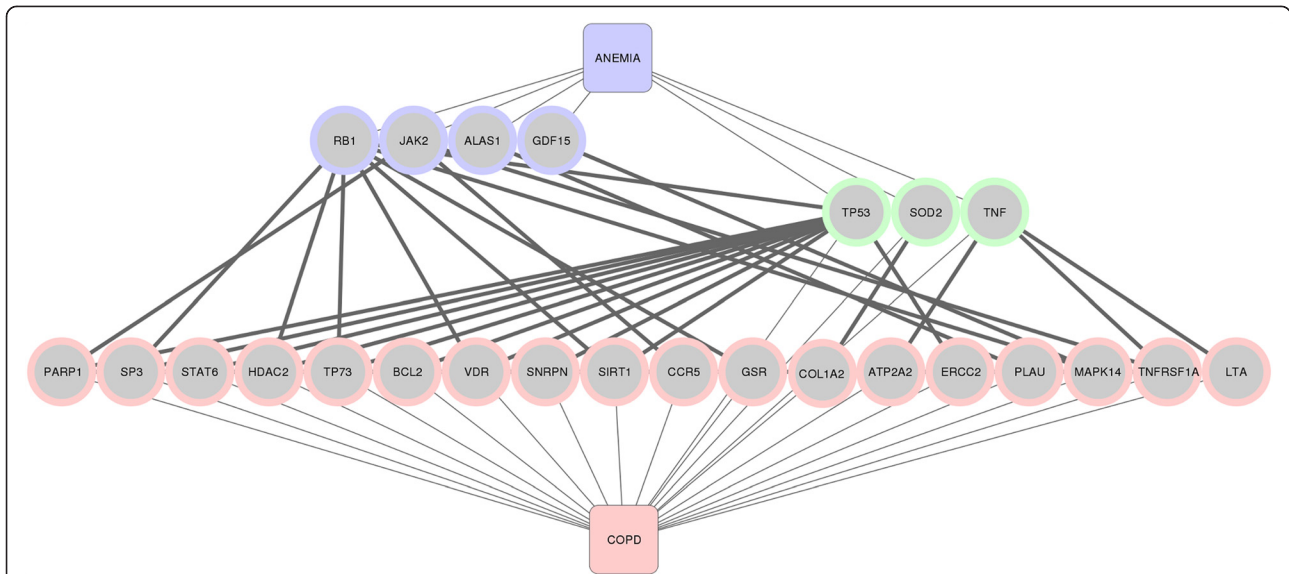 ANEMIA
RB1 JAK2 ALAS1 GDF15
TP53 SOD2 TNF
PARP1 SP3 STAT6 HDAC2 TP73 BCL2 VDR SNRPN SIRT1 CCR5 GSR COL1A2 ATP2A2 ERCC2 PLAU MAPK14 TNFRSF1A LTA
COPD